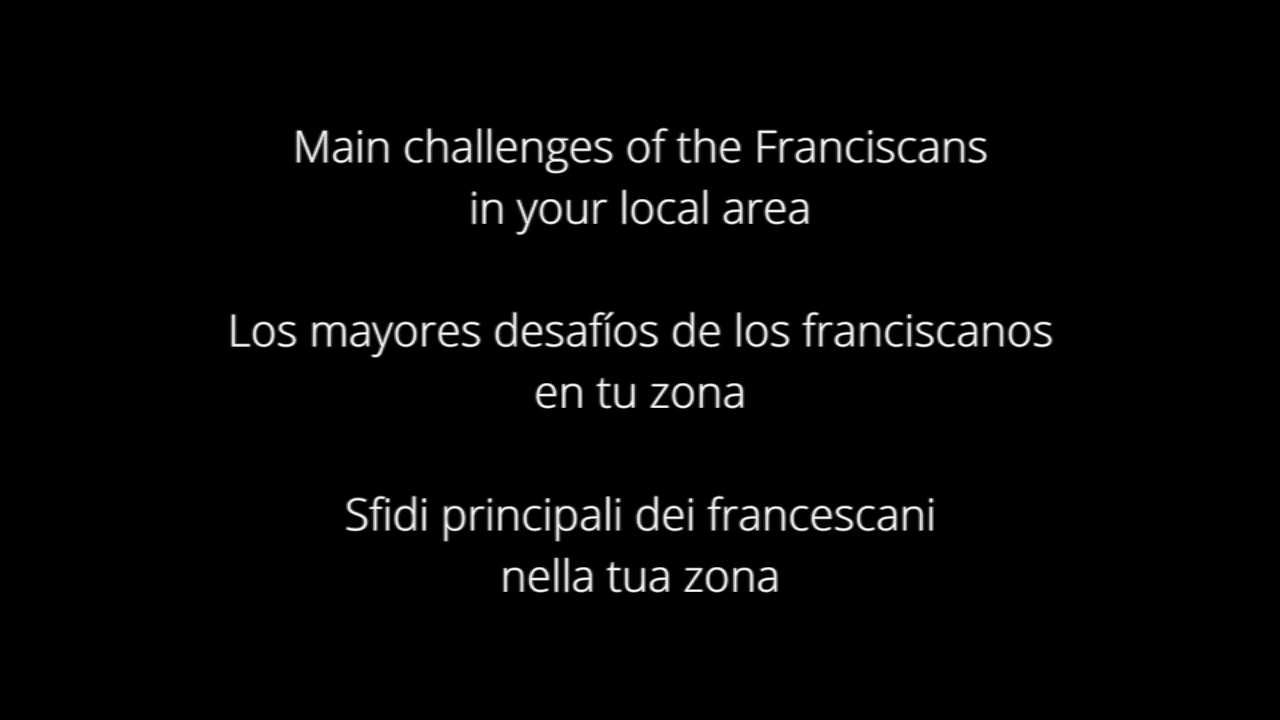 Main challenges of the Franciscans
in your local area
Los mayores desafíos de los franciscanos
en tu zona
Sfidi principali dei francescani
nella tua zona